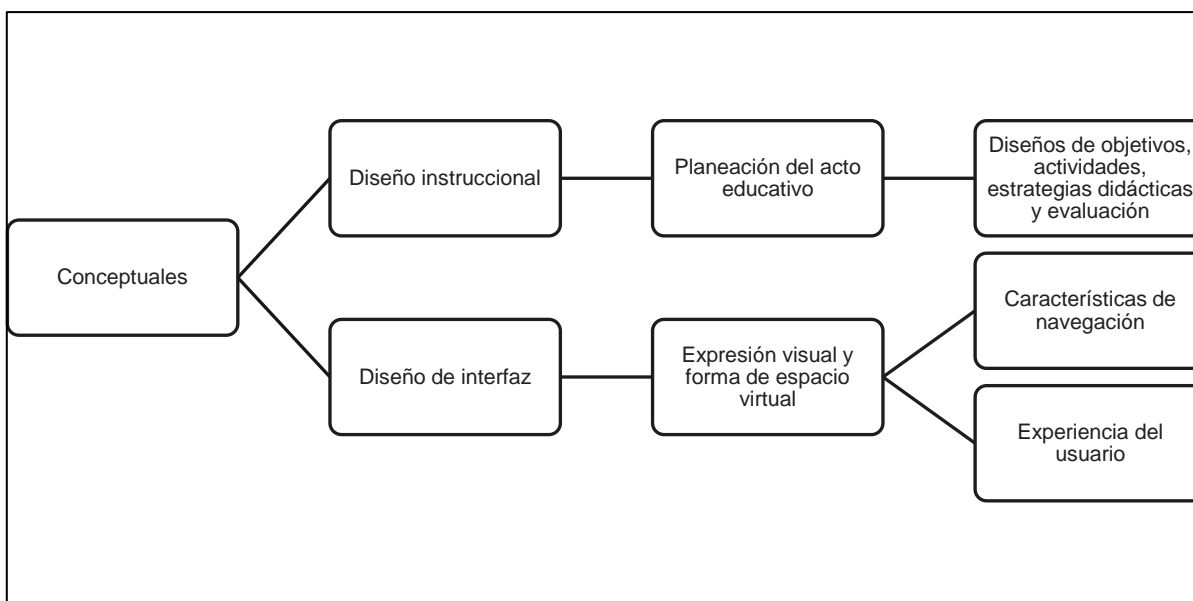 Conceptuales
Diseño instruccional
Planeación del acto
educativo
Diseños de objetivos,
actividades,
estrategias didácticas
y evaluación
Diseño de interfaz
Expresión visual y
forma de espacio
virtual
Características de
navegación
Experiencia del
usuario